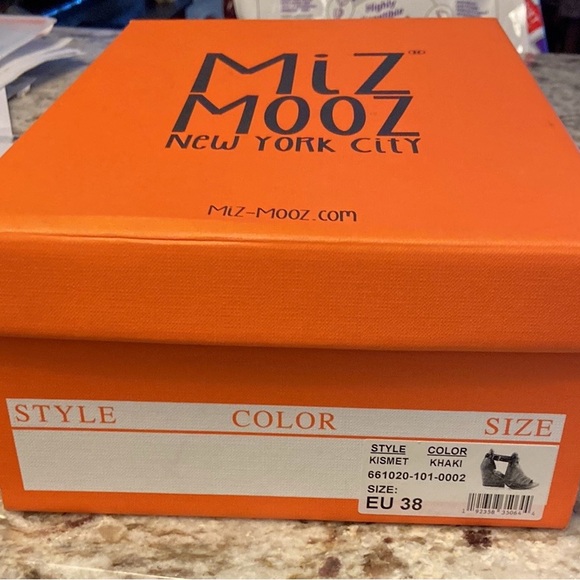 Highly
MiZ®
MOOZ
NEW YORK CITY
MiZ-MOOZ.COM
STYLE COLOR SIZE
STYLE COLOR
KISMET KHAKI
661020-101-0002
SIZE:
EU 38